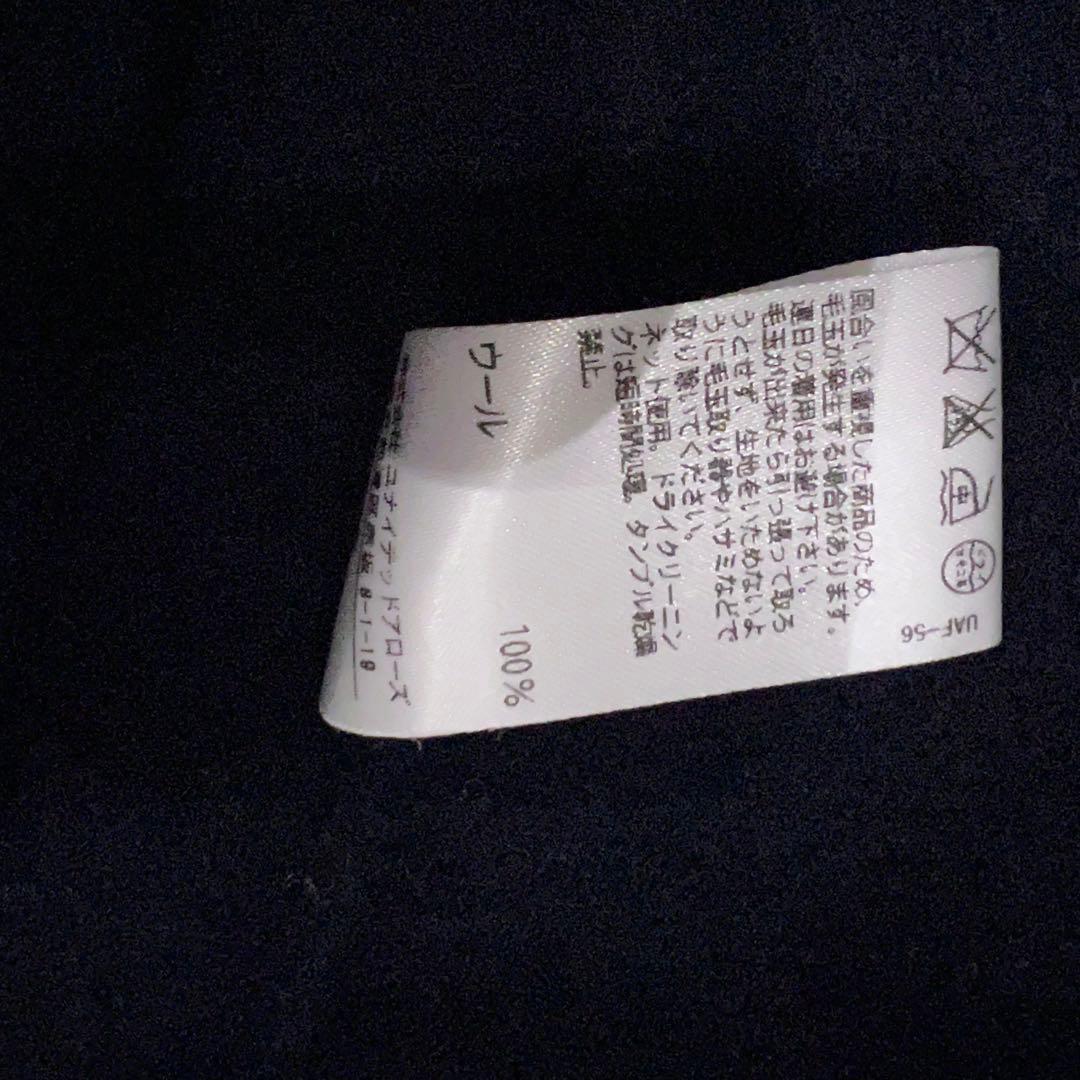 UAF-56
セキユ系
風合いを重視した商品のため、
毛玉が発生する場合があります。
連日の着用はお避け下さい。
毛玉が出来たら引っ張って取ろ
うとせず、生地をいためないよ
うに毛玉取り器やハサミなどで
取り除いてください。
ネット使用。ドライクリーニン
グは短時間処理。タンブル乾燥
禁止
ウール 100%
ユナイテッドアローズ
8-1-18